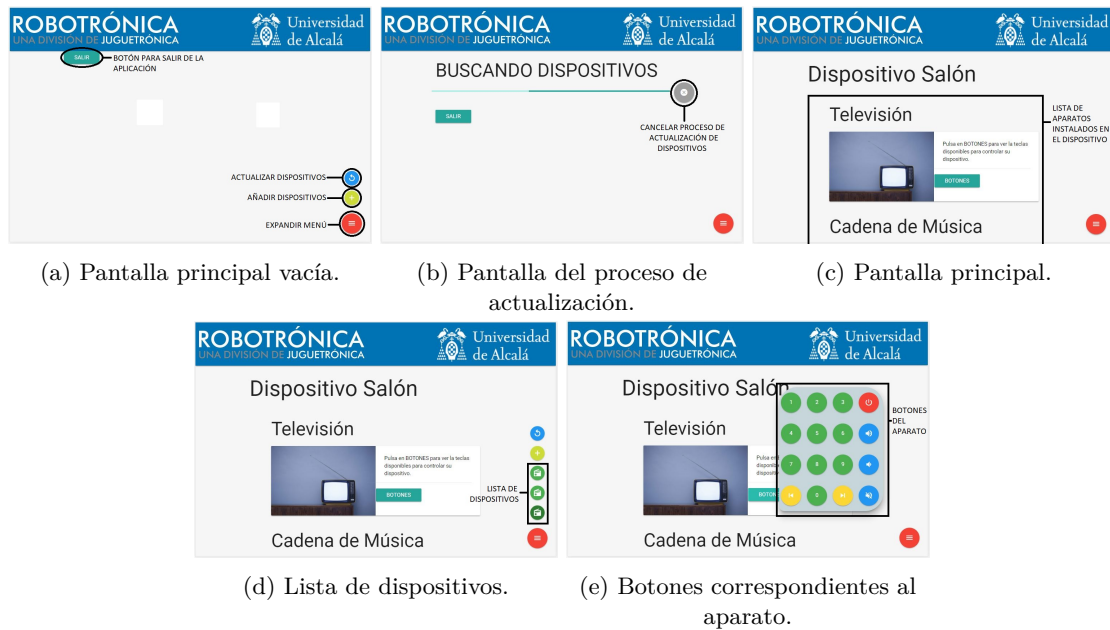 ROBOTRÓNICA
UNA DIVISIÓN DE JUGUETRÓNICA
Universidad
de Alcalá
SALIR
BOTÓN PARA SALIR DE LA
APLICACIÓN
ACTUALIZAR DISPOSITIVOS
AÑADIR DISPOSITIVOS
EXPANDIR MENÚ
(a) Pantalla principal vacía.
ROBOTRÓNICA
UNA DIVISIÓN DE JUGUETRÓNICA
Universidad
de Alcalá
BUSCANDO DISPOSITIVOS
SALIR
CANCELAR PROCESO DE
ACTUALIZACIÓN DE
DISPOSITIVOS
(b) Pantalla del proceso de
actualización.
ROBOTRÓNICA
UNA DIVISIÓN DE JUGUETRÓNICA
Universidad
de Alcalá
Dispositivo Salón
Televisión
Pulsa en BOTONES para ver la teclas
disponibles para controlar su
dispositivo.
BOTONES
Cadena de Música
LISTA DE
APARATOS
INSTALADOS EN
EL DISPOSITIVO
(c) Pantalla principal.
ROBOTRÓNICA
UNA DIVISIÓN DE JUGUETRÓNICA
Universidad
de Alcalá
Dispositivo Salón
Televisión
Pulsa en BOTONES para ver la teclas
disponibles para controlar su
dispositivo.
BOTONES
LISTA DE
DISPOSITIVOS
Cadena de Música
(d) Lista de dispositivos.
ROBOTRÓNICA
UNA DIVISIÓN DE JUGUETRÓNICA
Universidad
de Alcalá
Dispositivo Salón
Televisión
Pulsa en
disponib
dispositi
BOTON
1 2 3
4 5 6
7 8 9
0
BOTONES
DEL
APARATO
Cadena de Música
(e) Botones correspondientes al
aparato.